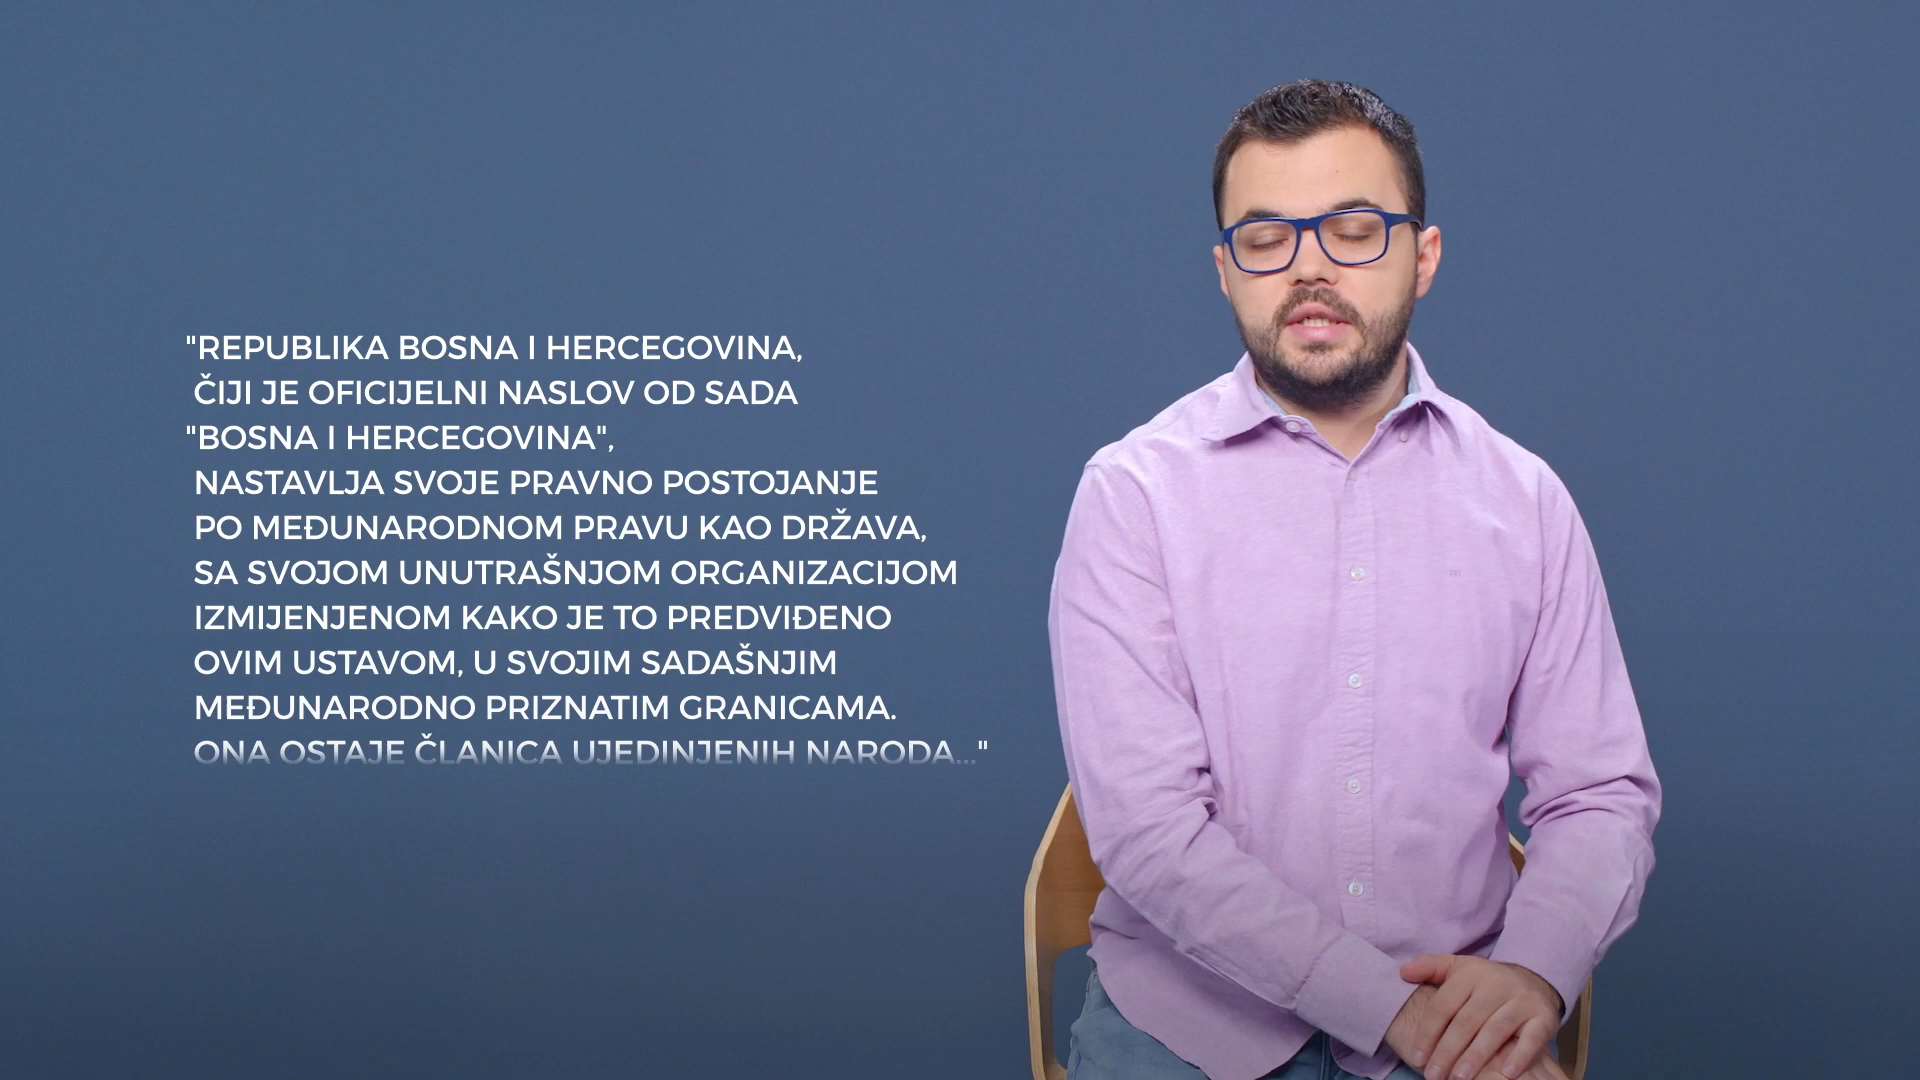 "REPUBLIKA BOSNA I HERCEGOVINA,
ČIJI JE OFICIJELNI NASLOV OD SADA
"BOSNA I HERCEGOVINA",
NASTAVLJA SVOJE PRAVNO POSTOJANJE
PO MEĐUNARODNOM PRAVU KAO DRŽAVA,
SA SVOJOM UNUTRAŠNJOM ORGANIZACIJOM
IZMIJENJENOM KAKO JE TO PREDVIĐENO
OVIM USTAVOM, U SVOJIM SADAŠNJIM
MEĐUNARODNO PRIZNATIM GRANICAMA.
ONA OSTAJE ČLANICA UJEDINJENIH NARODA..."